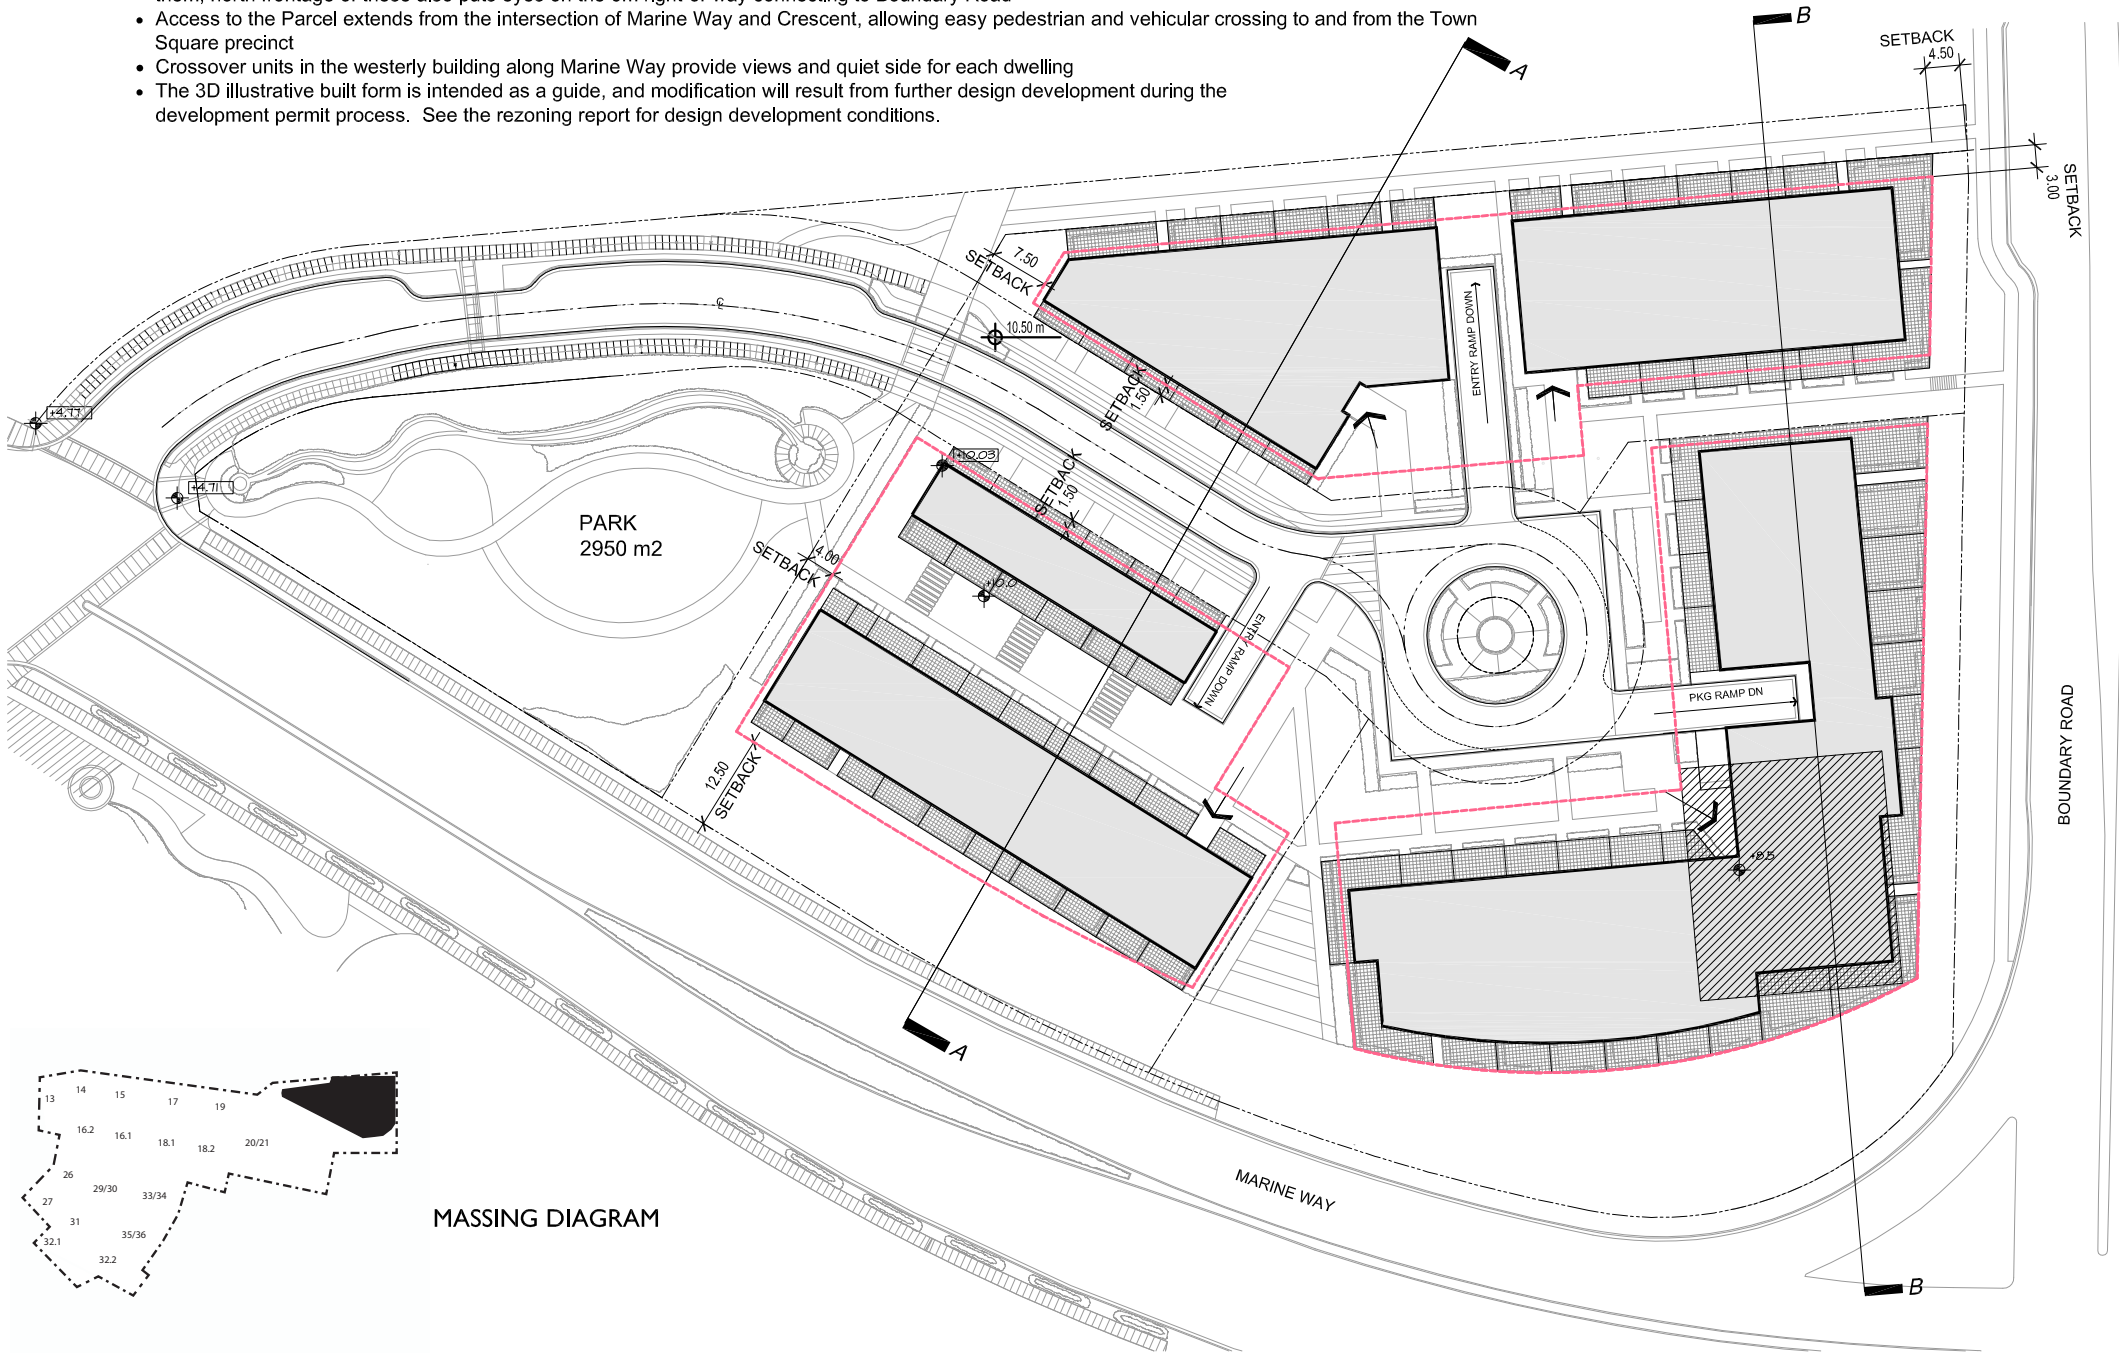 • Access to the Parcel extends from the intersection of Marine Way and Crescent, allowing easy pedestrian and vehicular crossing to and from the Town
Square precinct
• Crossover units in the westerly building along Marine Way provide views and quiet side for each dwelling
• The 3D illustrative built form is intended as a guide, and modification will result from further design development during the
development permit process. See the rezoning report for design development conditions.
B
A
SETBACK
4.50
SETBACK
3.00
7.50
SETBACK
10.50 m
℄
ENTRY RAMP DOWN
SETBACK
1.50
+4.77
+4.71
+10.03
SETBACK
1.50
PARK
2950 m2
4.00
SETBACK
+10.0
ENTRY RAMP DOWN
PKG RAMP DN
BOUNDARY ROAD
12.50
SETBACK
+9.5
A
MARINE WAY
B
13
14
15
17
19
16.2
16.1
18.1
18.2
20/21
26
29/30
33/34
27
31
32.1
35/36
32.2
MASSING DIAGRAM